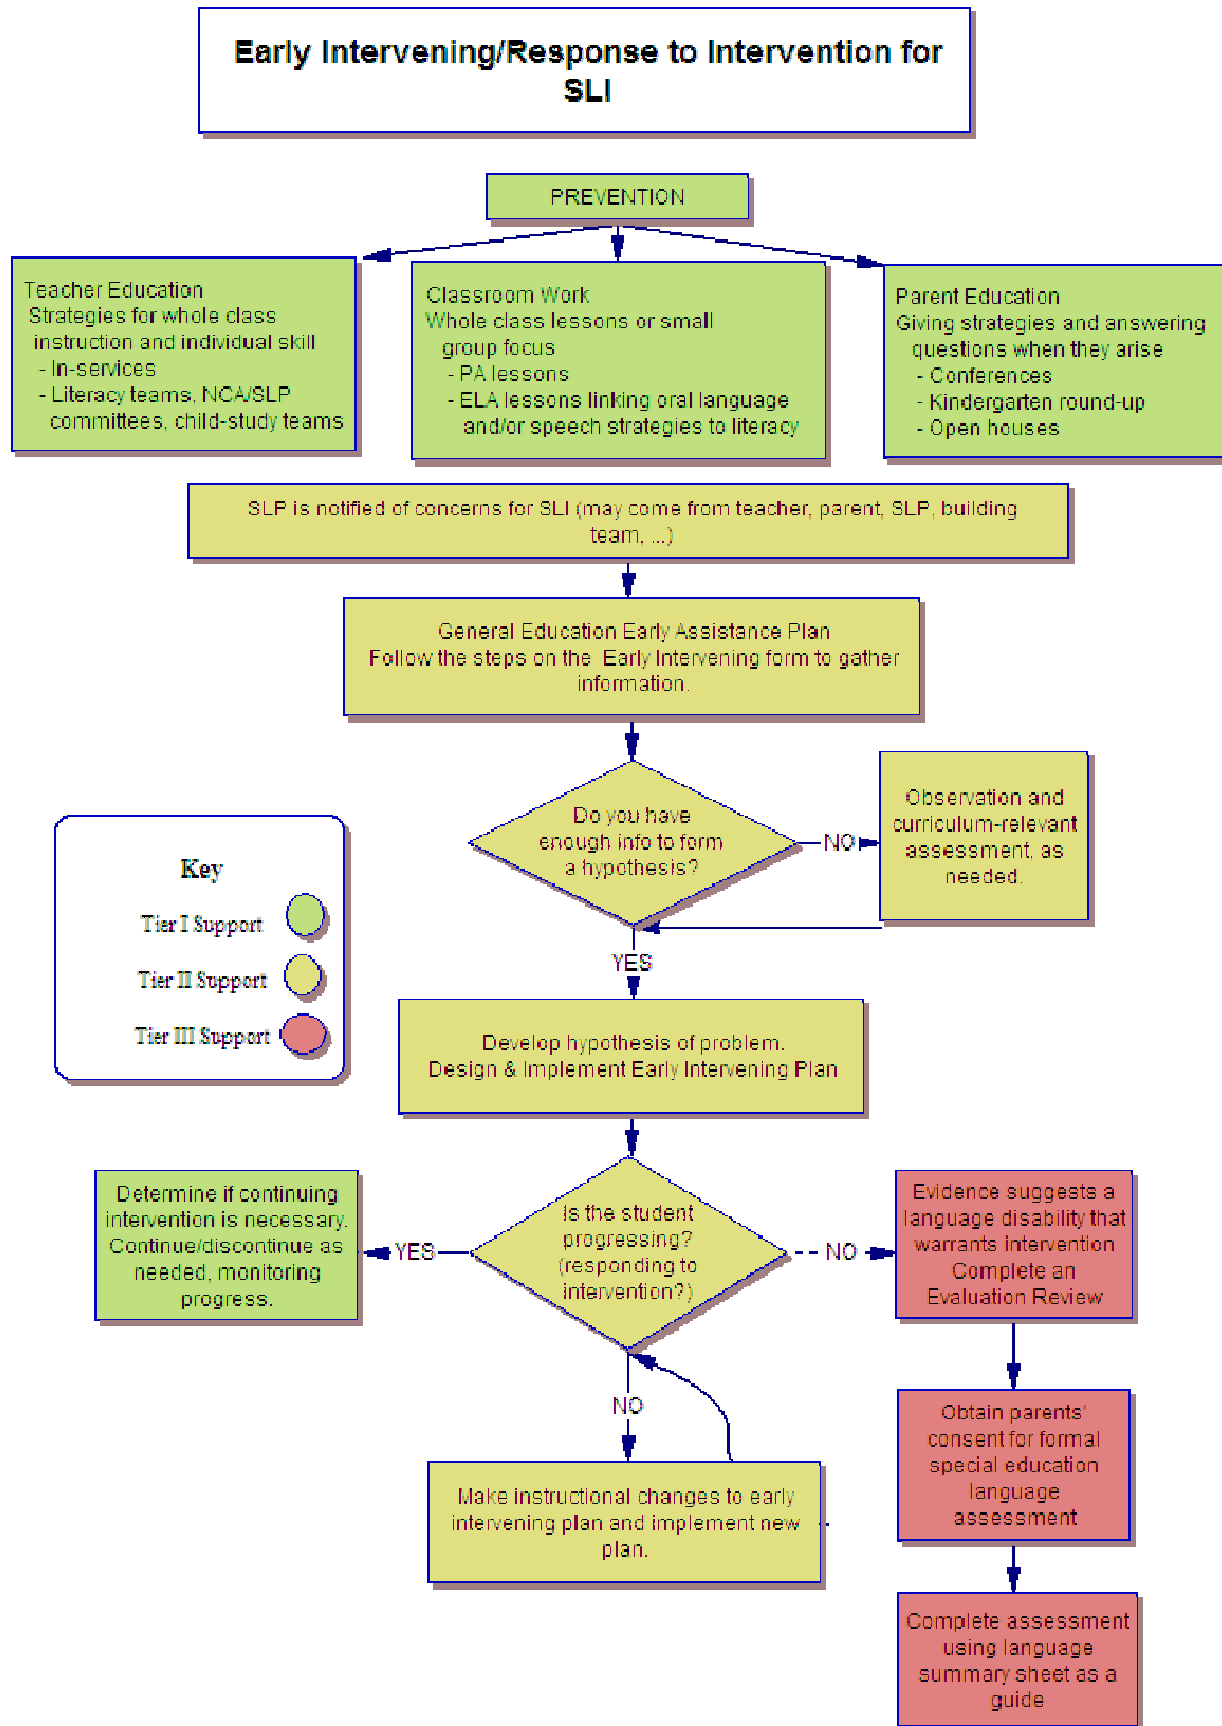 Early Intervening/Response to Intervention for
SLI
PREVENTION
Teacher Education
Strategies for whole class
instruction and individual skill
- In-services
- Literacy teams, NCA/SLP
committees, child-study teams
Classroom Work
Whole class lessons or small
group focus
- PA lessons
- ELA lessons linking oral language
and/or speech strategies to literacy
Parent Education
Giving strategies and answering
questions when they arise
- Conferences
- Kindergarten round-up
- Open houses
SLP is notified of concerns for SLI (may come from teacher, parent, SLP, building
team, ...)
General Education Early Assistance Plan
Follow the steps on the Early Intervening form to gather
information.
Do you have
enough info to form
a hypothesis?
NO
Observation and
curriculum-relevant
assessment, as
needed.
YES
Key
Tier I Support
Tier II Support
Tier III Support
Develop hypothesis of problem.
Design & Implement Early Intervening Plan
Is the student
progressing?
(responding to
intervention?)
YES
Determine if continuing
intervention is necessary.
Continue/discontinue as
needed, monitoring
progress.
NO
Evidence suggests a
language disability that
warrants intervention
Complete an
Evaluation Review
NO
Make instructional changes to early
intervening plan and implement new
plan.
Obtain parents'
consent for formal
special education
language
assessment
Complete assessment
using language
summary sheet as a
guide